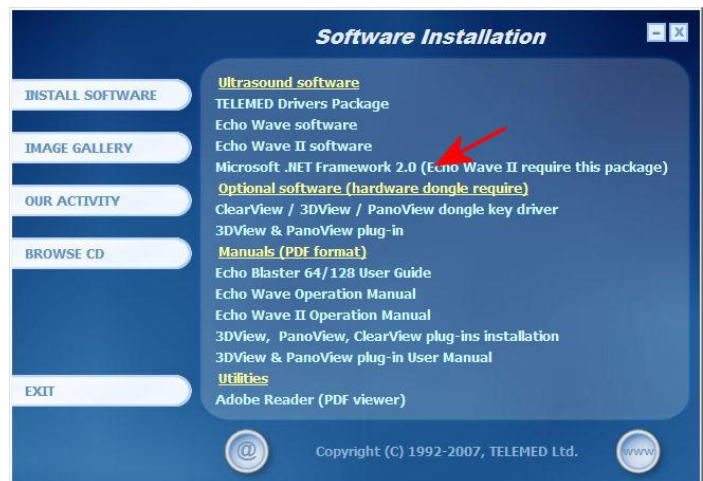 Software Installation
INSTALL SOFTWARE
IMAGE GALLERY
OUR ACTIVITY
BROWSE CD
EXIT
Ultrasound software
TELEMED Drivers Package
Echo Wave software
Echo Wave II software
Microsoft .NET Framework 2.0 (Echo Wave II require this package)
Optional software (hardware dongle require)
ClearView / 3DView / PanoView dongle key driver
3DView & PanoView plug-in
Manuals (PDF format)
Echo Blaster 64/128 User Guide
Echo Wave Operation Manual
Echo Wave II Operation Manual
3DView, PanoView, ClearView plug-ins installation
3DView & PanoView plug-in User Manual
Utilities
Adobe Reader (PDF viewer)
@ Copyright (C) 1992-2007, TELEMED Ltd. www